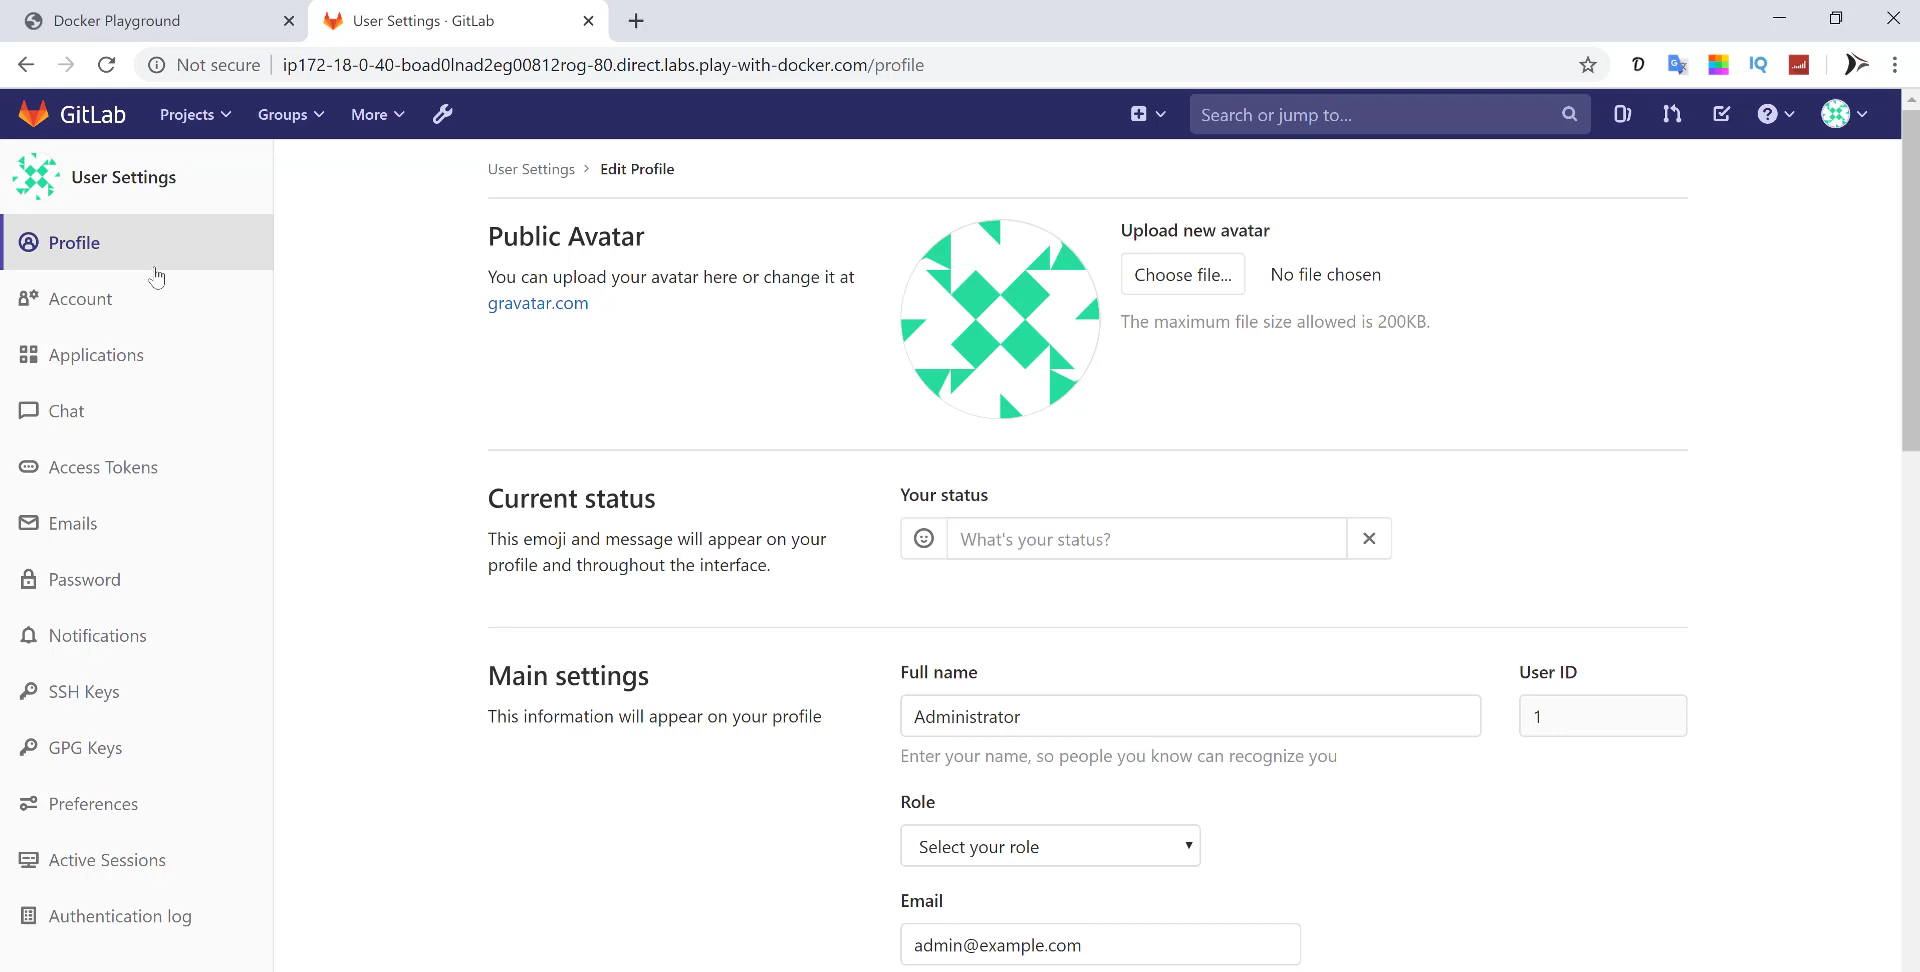 Docker Playground
User Settings · GitLab
Not secure
ip172-18-0-40-boad0lnad2eg00812rog-80.direct.labs.play-with-docker.com/profile
D
IQ
GitLab
Projects
Groups
More
Search or jump to...
User Settings
Profile
Account
Applications
Chat
Access Tokens
Emails
Password
Notifications
SSH Keys
GPG Keys
Preferences
Active Sessions
Authentication log
User Settings > Edit Profile
Public Avatar
You can upload your avatar here or change it at
gravatar.com
Upload new avatar
Choose file...
No file chosen
The maximum file size allowed is 200KB.
Current status
This emoji and message will appear on your
profile and throughout the interface.
Your status
What's your status?
Main settings
This information will appear on your profile
Full name
Administrator
Enter your name, so people you know can recognize you
User ID
1
Role
Select your role
Email
admin@example.com